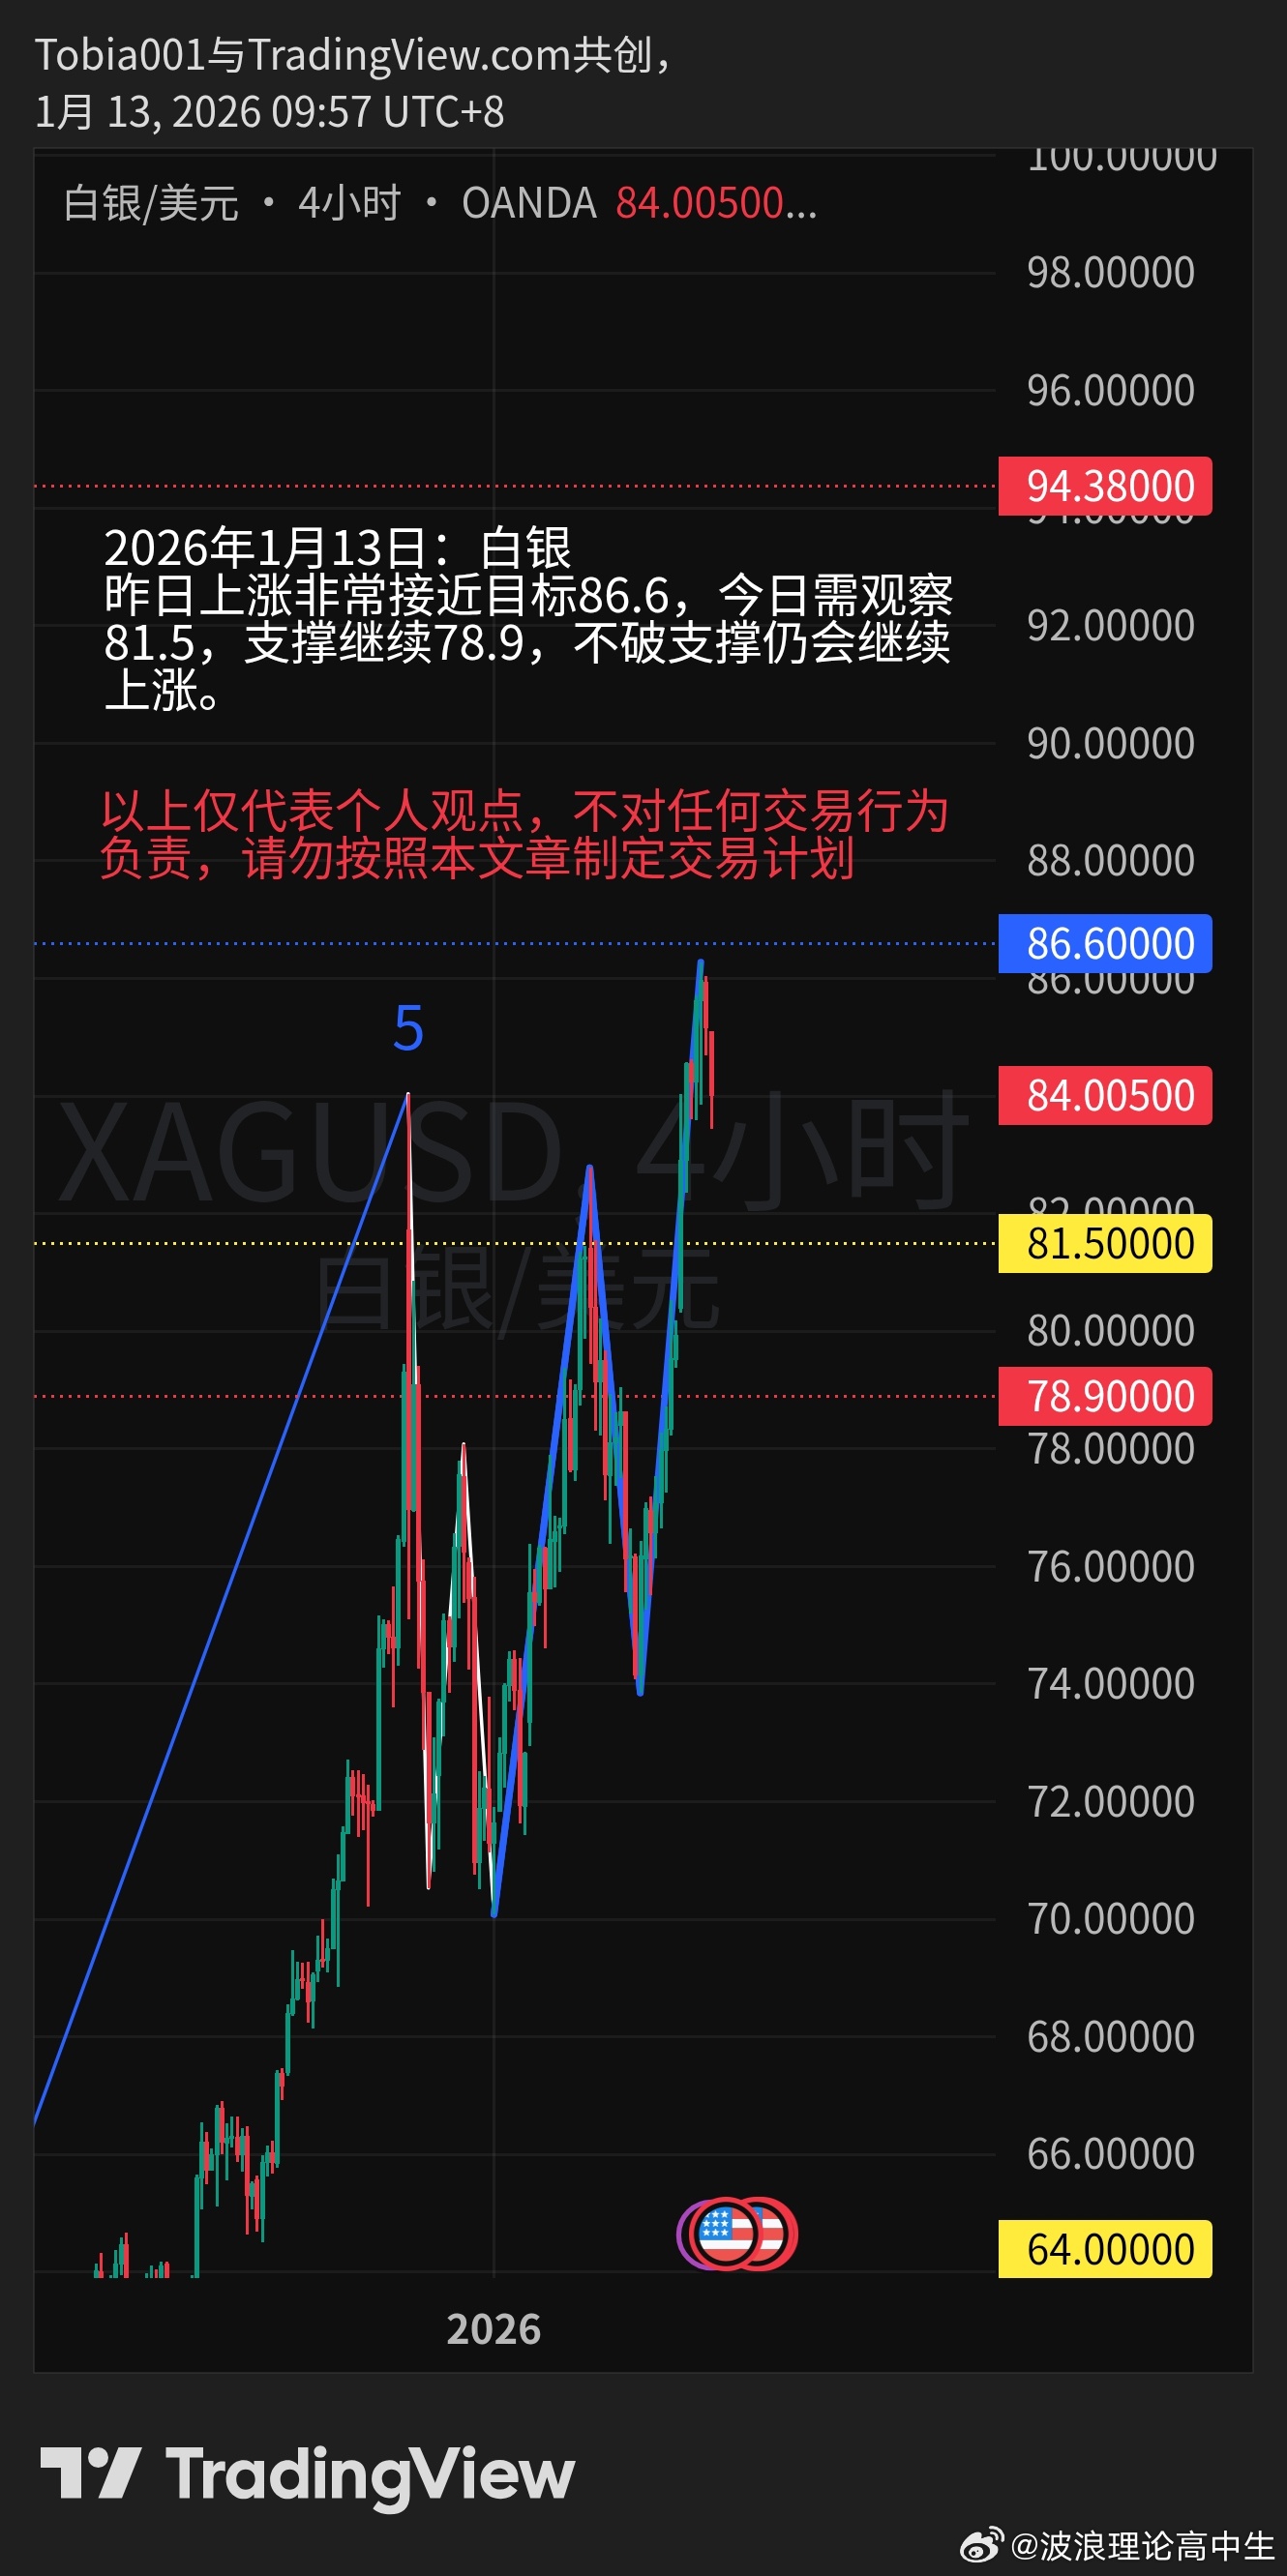 Tobia001与TradingView.com共创，
1月 13, 2026 09:57 UTC+8
100.00000
白银/美元 · 4小时 · OANDA 84.00500...
98.00000
96.00000
94.38000
94.00000
2026年1月13日：白银
昨日上涨非常接近目标86.6，今日需观察
81.5，支撑继续78.9，不破支撑仍会继续
上涨。
92.00000
90.00000
以上仅代表个人观点，不对任何交易行为
负责，请勿按照本文章制定交易计划
88.00000
86.60000
86.00000
5
84.00500
XAGUSD, 4小时
白银/美元
82.00000
81.50000
80.00000
78.90000
78.00000
76.00000
74.00000
72.00000
70.00000
68.00000
66.00000
64.00000
2026
TradingView
@波浪理论高中生